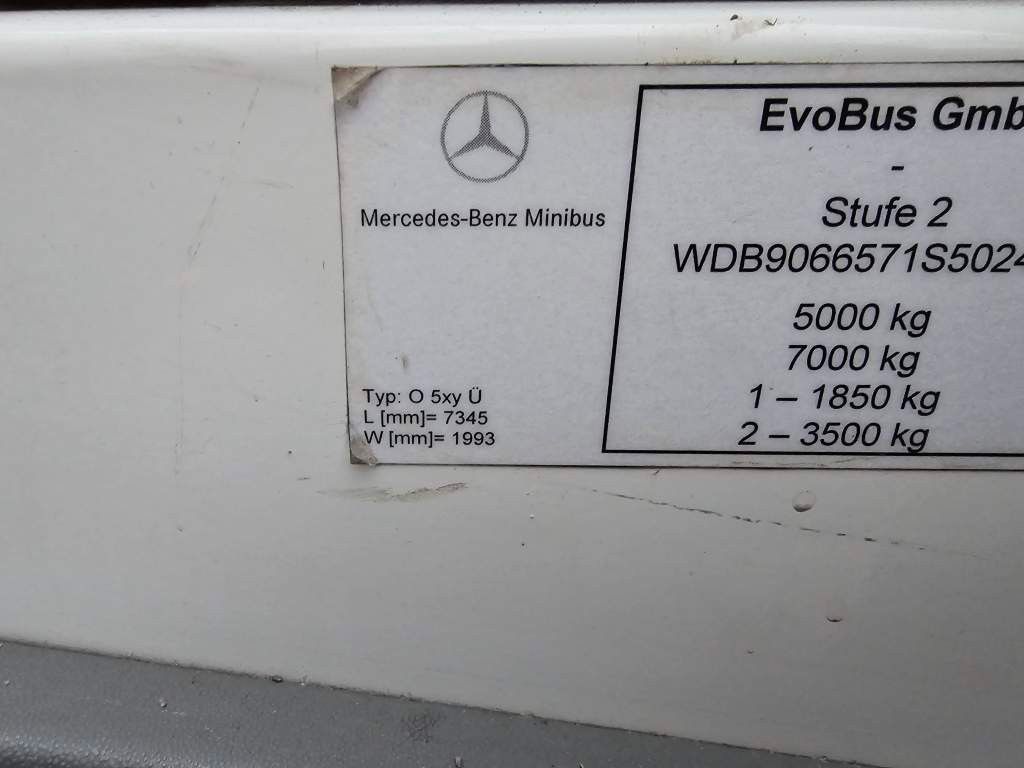 Mercedes-Benz Minibus
Typ: O 5xy Ü
L [mm]= 7345
W [mm]= 1993
EvoBus Gmb
-
Stufe 2
WDB9066571S5024
5000 kg
7000 kg
1 – 1850 kg
2 – 3500 kg